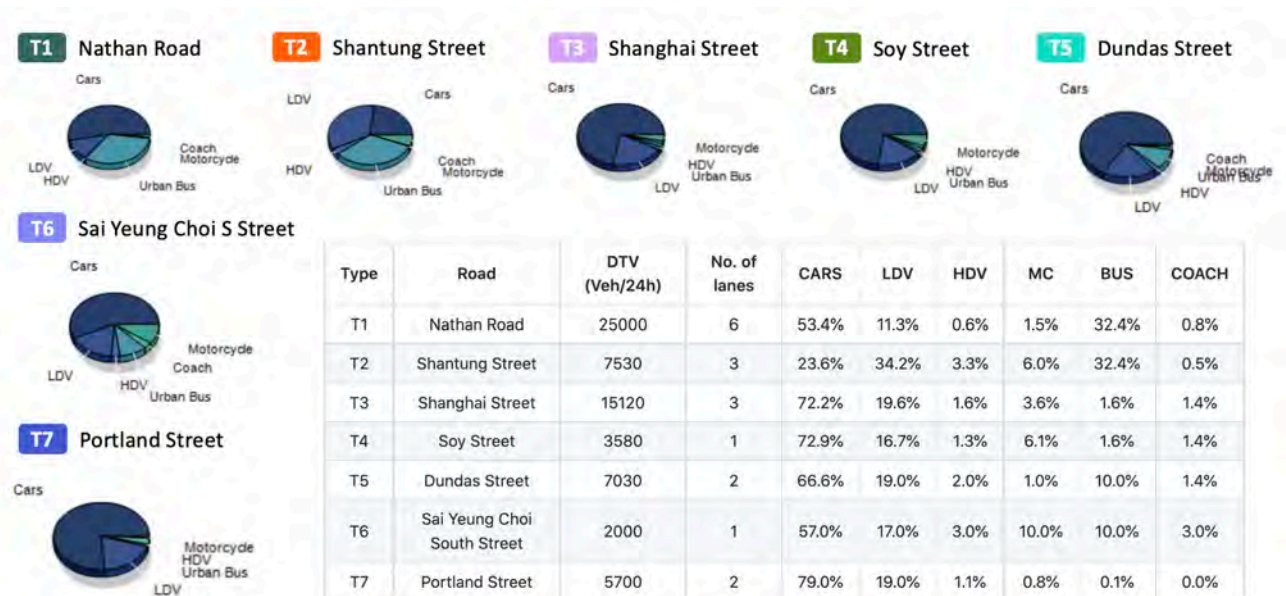 T1 Nathan Road
Cars
LDV
HDV
Coach
Motorcycle
Urban Bus
T2 Shantung Street
LDV
Cars
HDV
Coach
Motorcycle
Urban Bus
T3 Shanghai Street
Cars
Motorcycle
HDV
Urban Bus
LDV
T4 Soy Street
Cars
Motorcycle
HDV
Urban Bus
LDV
T5 Dundas Street
Cars
Coach
Motorcycle
Urban Bus
HDV
LDV
T6 Sai Yeung Choi S Street
Cars
Motorcycle
Coach
LDV
HDV
Urban Bus
T7 Portland Street
Cars
Motorcycle
HDV
Urban Bus
LDV
Type Road DTV (Veh/24h) No. of lanes CARS LDV HDV MC BUS COACH
T1 Nathan Road 25000 6 53.4% 11.3% 0.6% 1.5% 32.4% 0.8%
T2 Shantung Street 7530 3 23.6% 34.2% 3.3% 6.0% 32.4% 0.5%
T3 Shanghai Street 15120 3 72.2% 19.6% 1.6% 3.6% 1.6% 1.4%
T4 Soy Street 3580 1 72.9% 16.7% 1.3% 6.1% 1.6% 1.4%
T5 Dundas Street 7030 2 66.6% 19.0% 2.0% 1.0% 10.0% 1.4%
T6 Sai Yeung Choi South Street 2000 1 57.0% 17.0% 3.0% 10.0% 10.0% 3.0%
T7 Portland Street 5700 2 79.0% 19.0% 1.1% 0.8% 0.1% 0.0%